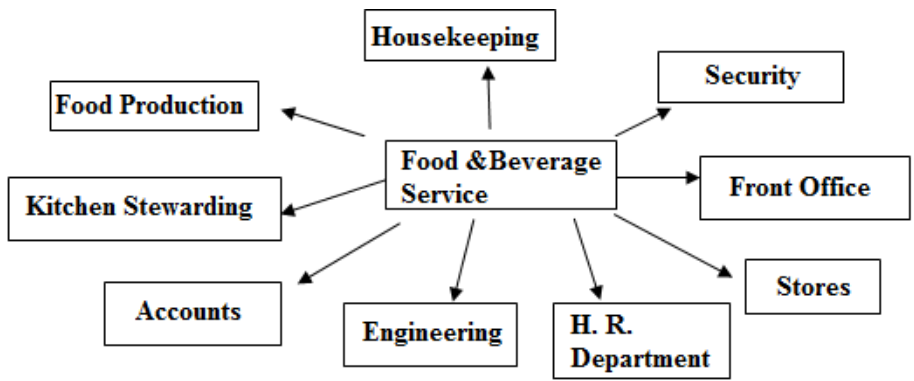 Housekeeping
Security
Food Production
Food &Beverage
Service
Front Office
Kitchen Stewarding
Stores
Accounts
Engineering
H. R.
Department